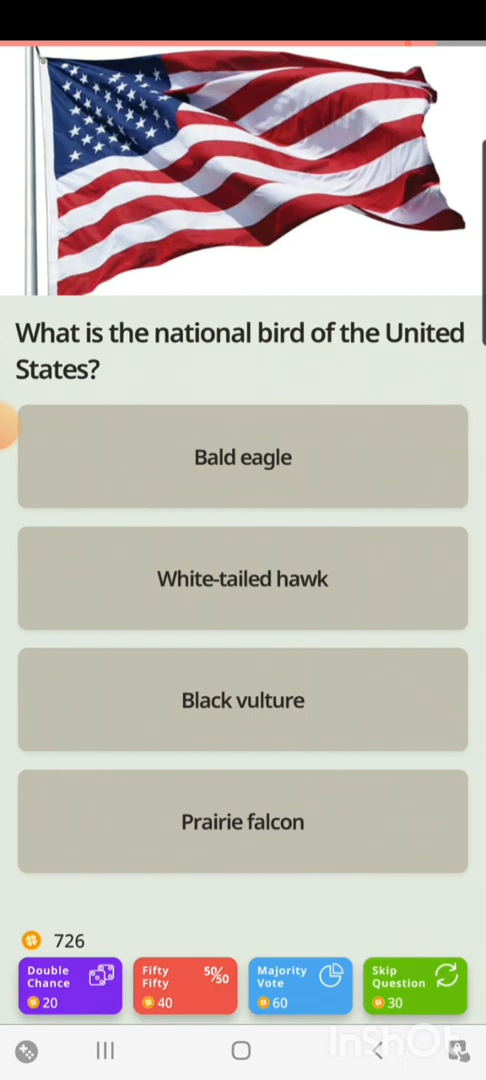 What is the national bird of the United
States?
Bald eagle
White-tailed hawk
Black vulture
Prairie falcon
726
Double
Chance
20
Fifty
Fifty
50%
40
Majority
Vote
60
Skip
Question
30
InShOt